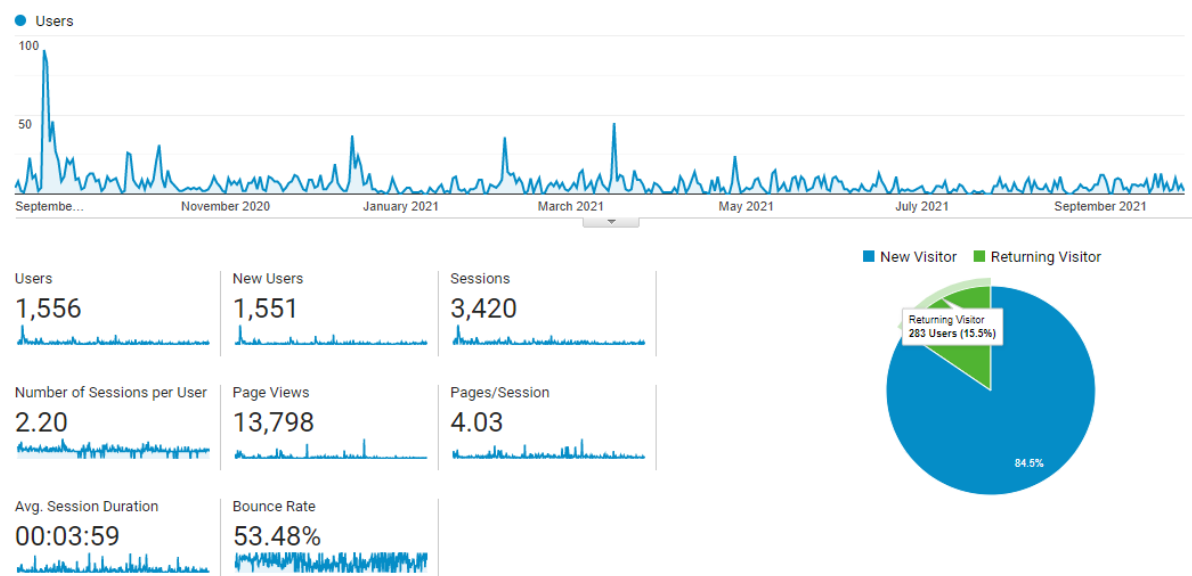 Users
100
50
Septembe...
November 2020
January 2021
March 2021
May 2021
July 2021
September 2021
New Visitor
Returning Visitor
Users
1,556
New Users
1,551
Sessions
3,420
Returning Visitor
283 Users (15.5%)
Number of Sessions per User
2.20
Page Views
13,798
Pages/Session
4.03
84.5%
Avg. Session Duration
00:03:59
Bounce Rate
53.48%